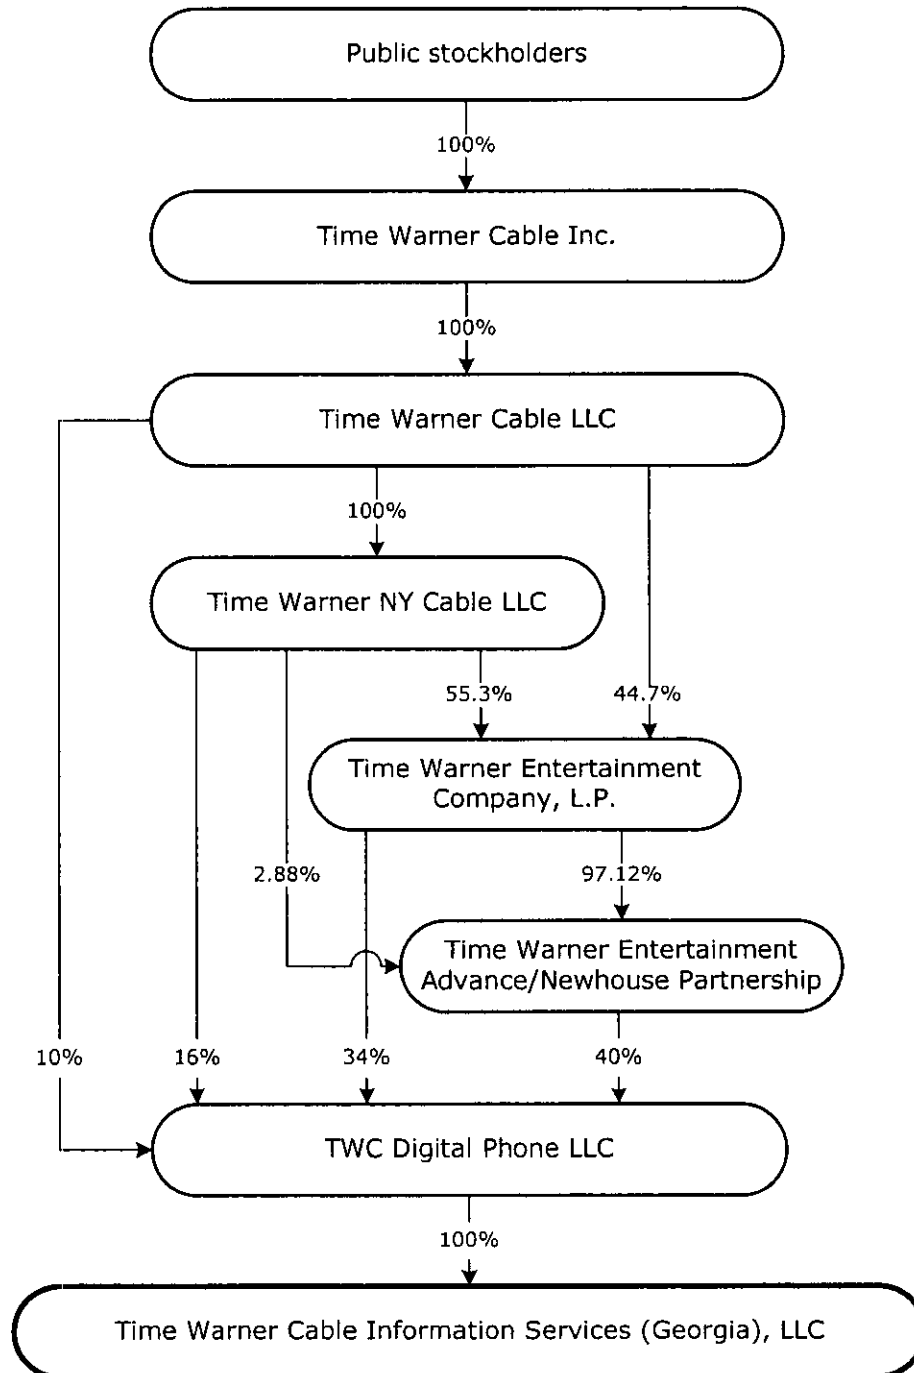 Public stockholders
100%
Time Warner Cable Inc.
100%
Time Warner Cable LLC
100%
Time Warner NY Cable LLC
55.3%
44.7%
Time Warner Entertainment
Company, L.P.
2.88%
97.12%
Time Warner Entertainment
Advance/Newhouse Partnership
10%
16%
34%
40%
TWC Digital Phone LLC
100%
Time Warner Cable Information Services (Georgia), LLC